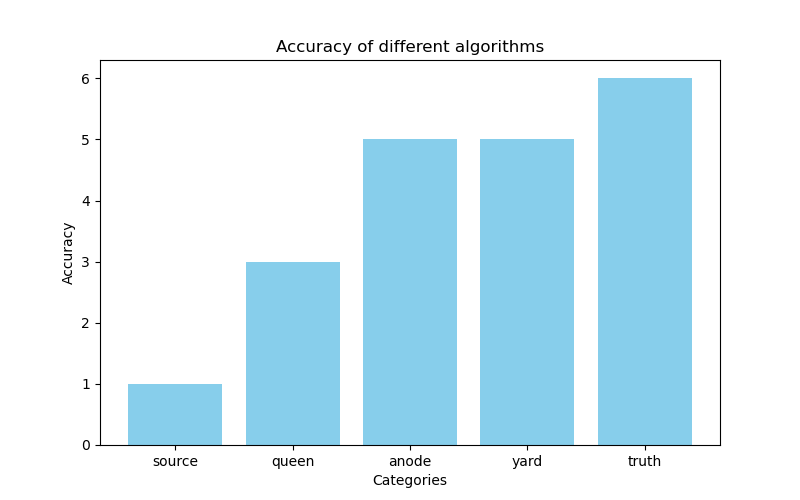 Accuracy of different algorithms
Accuracy
6
5
4
3
2
1
0
source queen anode yard truth
Categories